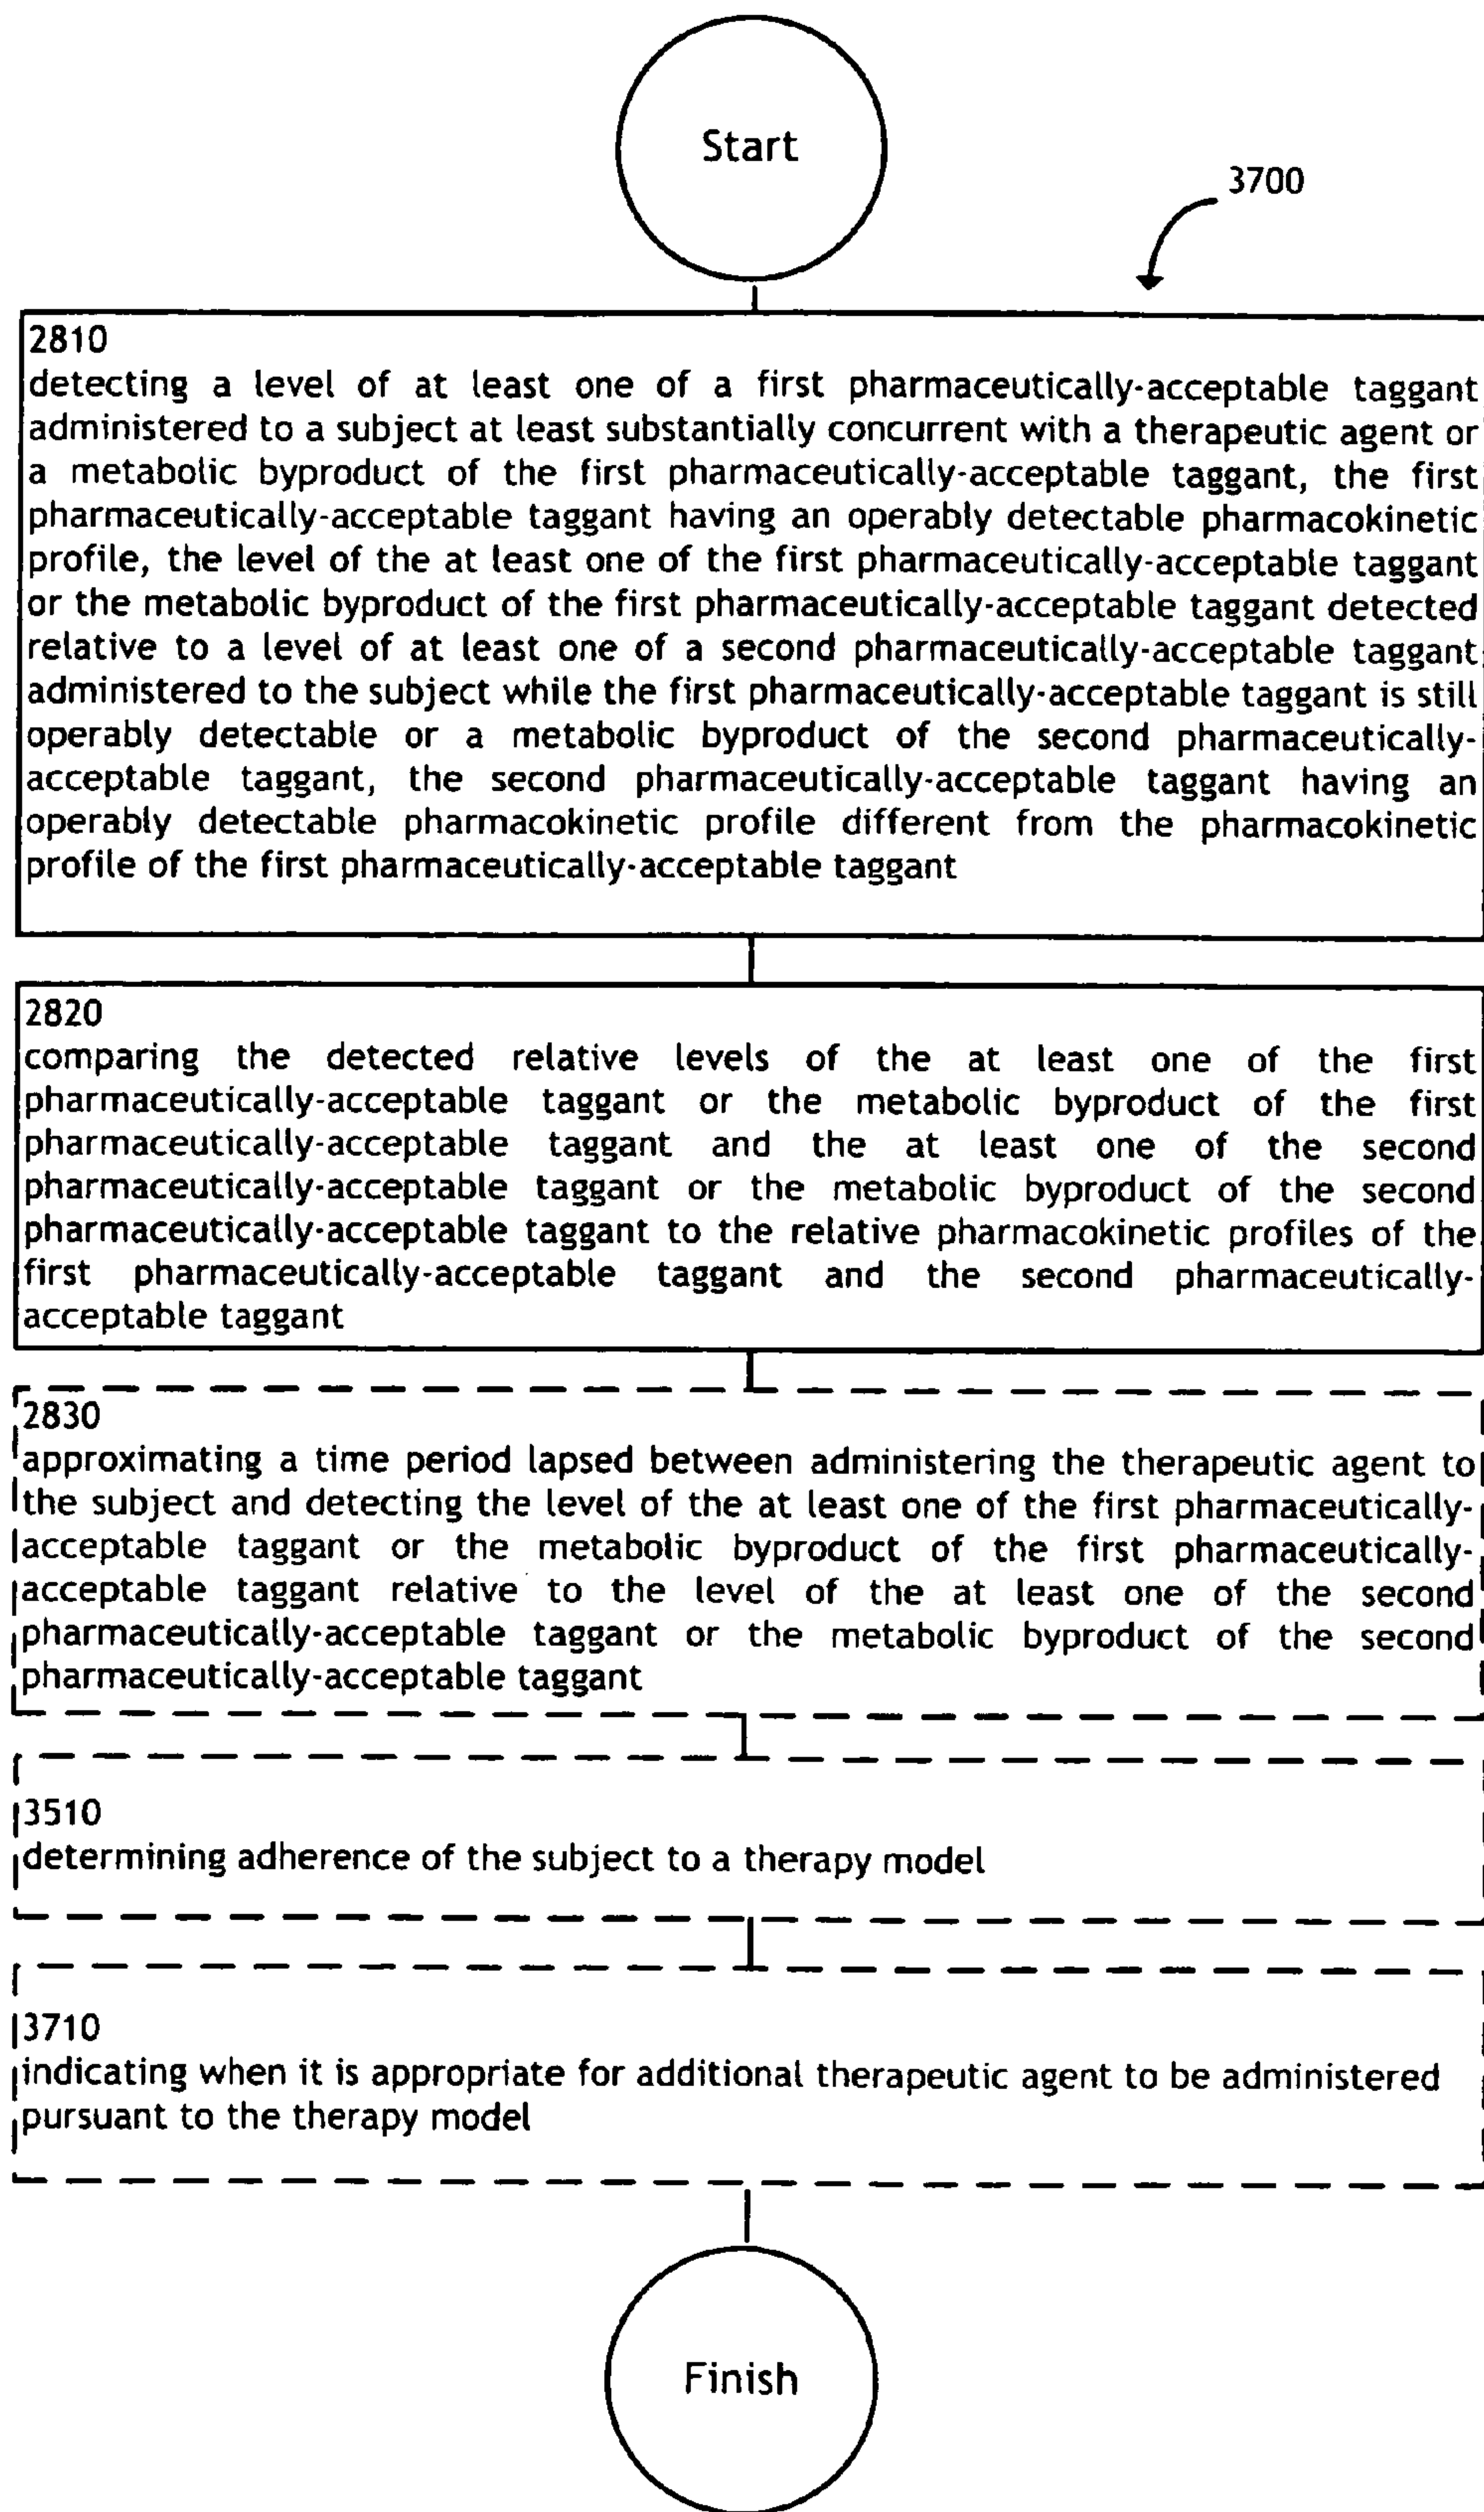 Start
3700
2810
detecting a level of at least one of a first pharmaceutically-acceptable taggant
administered to a subject at least substantially concurrent with a therapeutic agent or
a metabolic byproduct of the first pharmaceutically-acceptable taggant, the first
pharmaceutically-acceptable taggant having an operably detectable pharmacokinetic
profile, the level of the at least one of the first pharmaceutically-acceptable taggant
or the metabolic byproduct of the first pharmaceutically-acceptable taggant detected
relative to a level of at least one of a second pharmaceutically-acceptable taggant
administered to the subject while the first pharmaceutically-acceptable taggant is still
operably detectable or a metabolic byproduct of the second pharmaceutically-
acceptable taggant, the second pharmaceutically-acceptable taggant having an
operably detectable pharmacokinetic profile different from the pharmacokinetic
profile of the first pharmaceutically-acceptable taggant
2820
comparing the detected relative levels of the at least one of the first
pharmaceutically-acceptable taggant or the metabolic byproduct of the first
pharmaceutically-acceptable taggant and the at least one of the second
pharmaceutically-acceptable taggant or the metabolic byproduct of the second
pharmaceutically-acceptable taggant to the relative pharmacokinetic profiles of the
first pharmaceutically-acceptable taggant and the second pharmaceutically-
acceptable taggant
2830
approximating a time period lapsed between administering the therapeutic agent to
the subject and detecting the level of the at least one of the first pharmaceutically-
acceptable taggant or the metabolic byproduct of the first pharmaceutically-
acceptable taggant relative to the level of the at least one of the second
pharmaceutically-acceptable taggant or the metabolic byproduct of the second
pharmaceutically-acceptable taggant
3510
determining adherence of the subject to a therapy model
3710
indicating when it is appropriate for additional therapeutic agent to be administered
pursuant to the therapy model
Finish